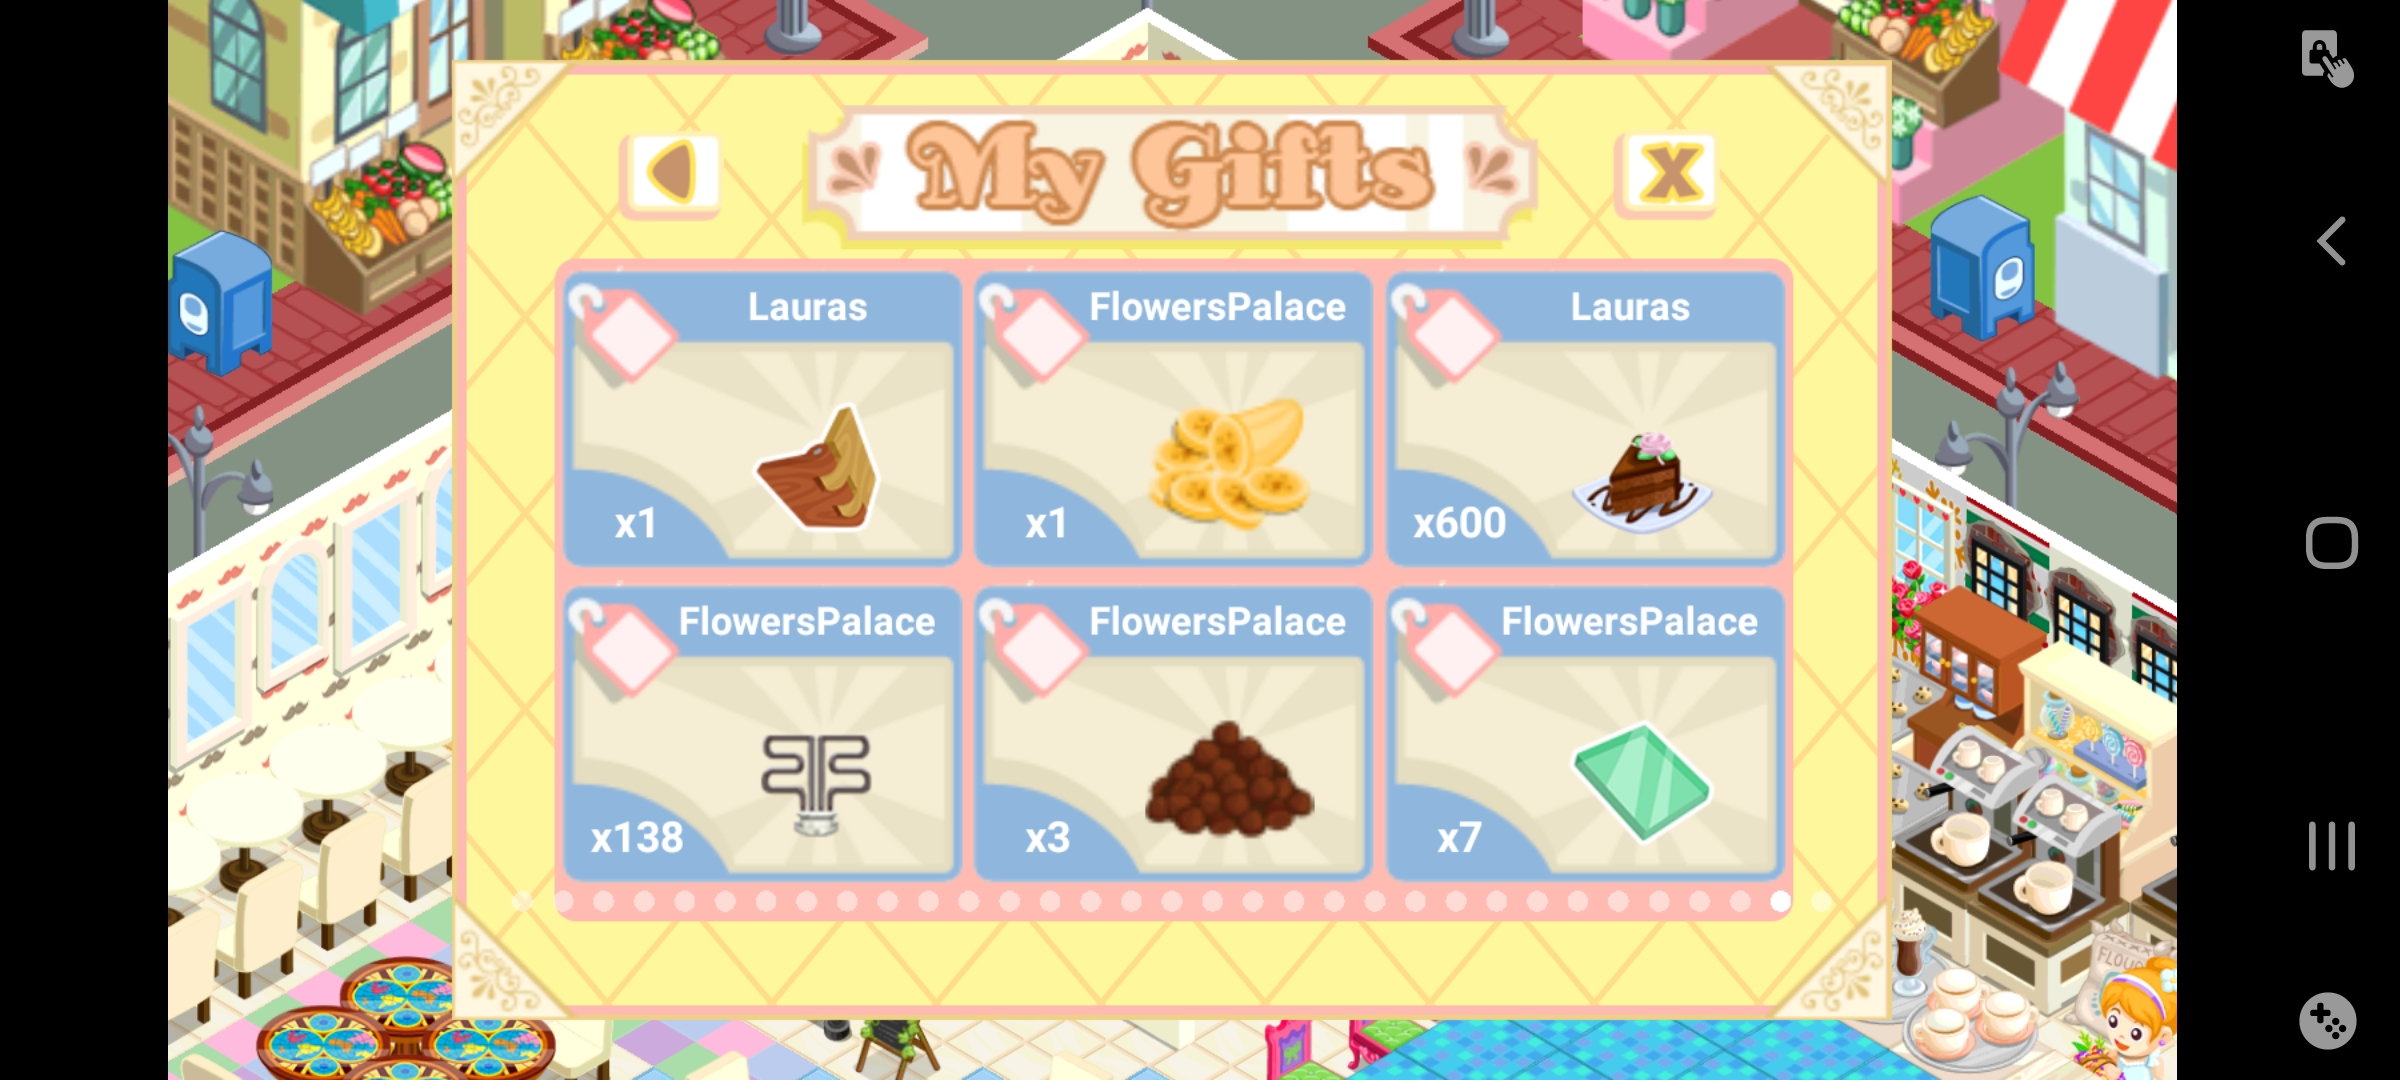 My Gifts
X
Lauras
x1
FlowersPalace
x1
Lauras
x600
FlowersPalace
x138
FlowersPalace
x3
FlowersPalace
x7
FLOUR